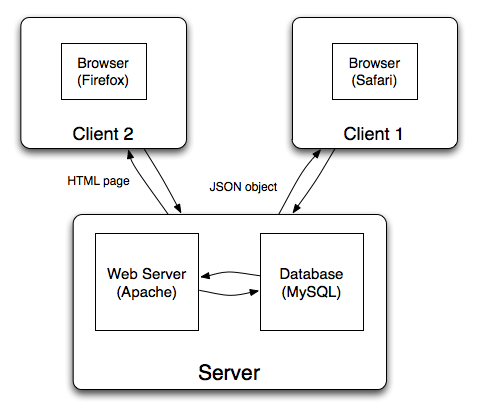 Browser
(Firefox)
Client 2
Browser
(Safari)
Client 1
HTML page
JSON object
Web Server
(Apache)
Database
(MySQL)
Server